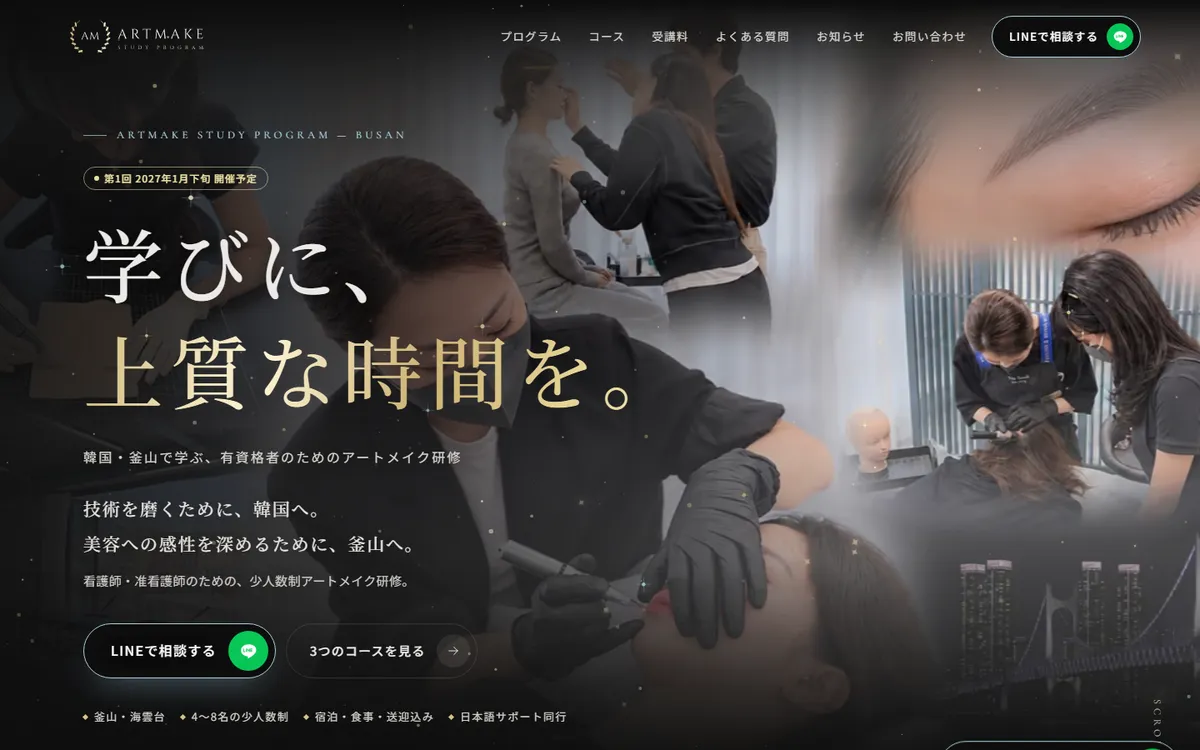 AM ARTMAKE
STUDY PROGRAM
プログラム コース 受講料 よくある質問 お知らせ お問い合わせ LINEで相談する
ARTMAKE STUDY PROGRAM — BUSAN
第1回 2027年1月下旬 開催予定
学びに、
上質な時間を。
韓国・釜山で学ぶ、有資格者のためのアートメイク研修
技術を磨くために、韓国へ。
美容への感性を深めるために、釜山へ。
看護師・准看護師のための、少人数制アートメイク研修。
LINEで相談する 3つのコースを見る →
釜山・海雲台 4〜8名の少人数制 宿泊・食事・送迎込み 日本語サポート同行
SCRO